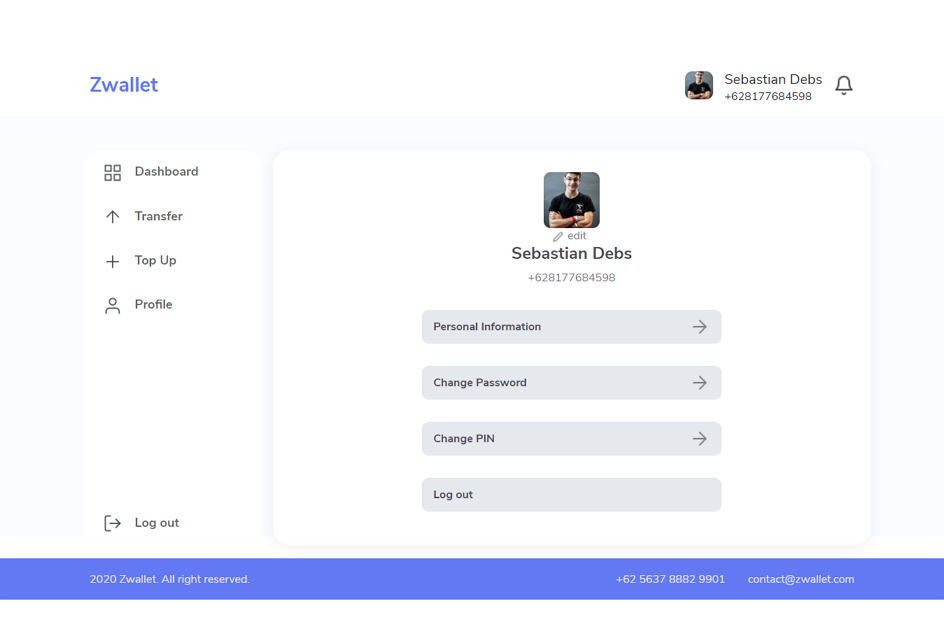 Zwallet
Sebastian Debs
+628177684598
Dashboard
Transfer
Top Up
Profile
Log out
edit
Sebastian Debs
+628177684598
Personal Information
Change Password
Change PIN
Log out
2020 Zwallet. All right reserved.
+62 5637 8882 9901
contact@zwallet.com